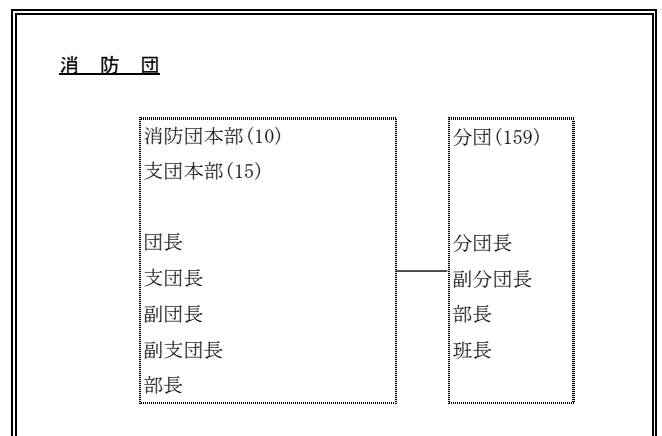 消 防 団
消防団本部(10)
支団本部(15)
団長
支団長
副団長
副支団長
部長
分団(159)
分団長
副分団長
部長
班長